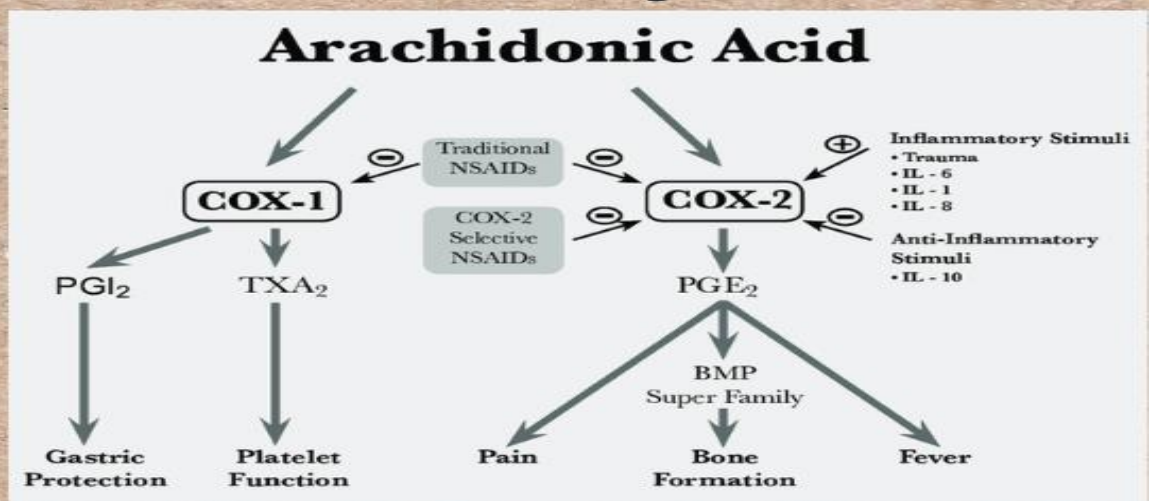 Arachidonic Acid
Traditional
NSAIDs
Inflammatory Stimuli
• Trauma
• IL - 6
• IL - 1
• IL - 8
COX-1
COX-2
COX-2
Selective
NSAIDs
Anti-Inflammatory
Stimuli
• IL - 10
PGI₂
TXA₂
PGE₂
BMP
Super Family
Gastric
Protection
Platelet
Function
Pain
Bone
Formation
Fever